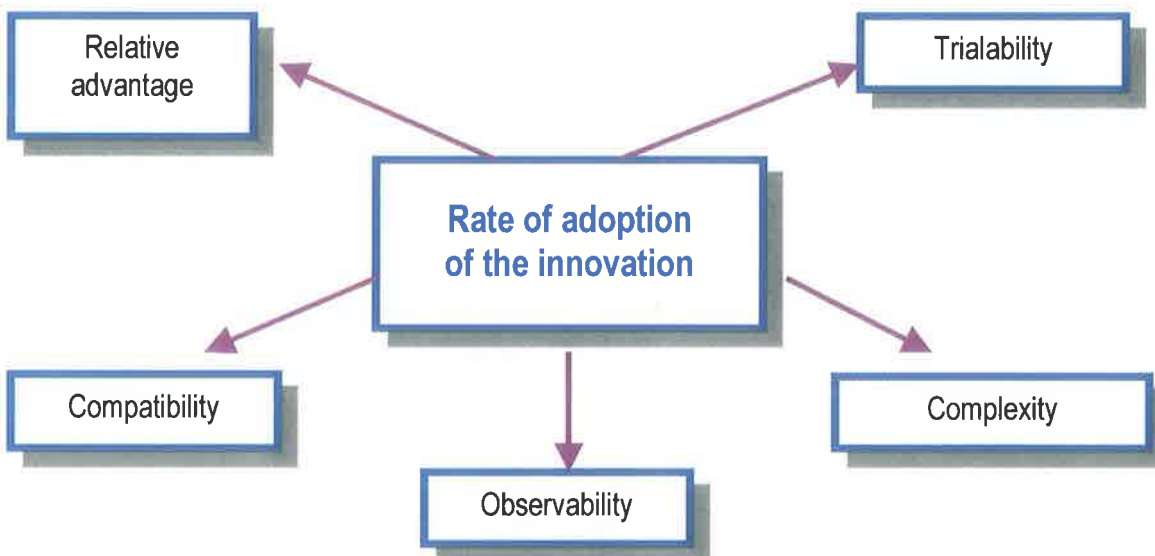 Relative
advantage
Trialability
Rate of adoption
of the innovation
Compatibility
Complexity
Observability